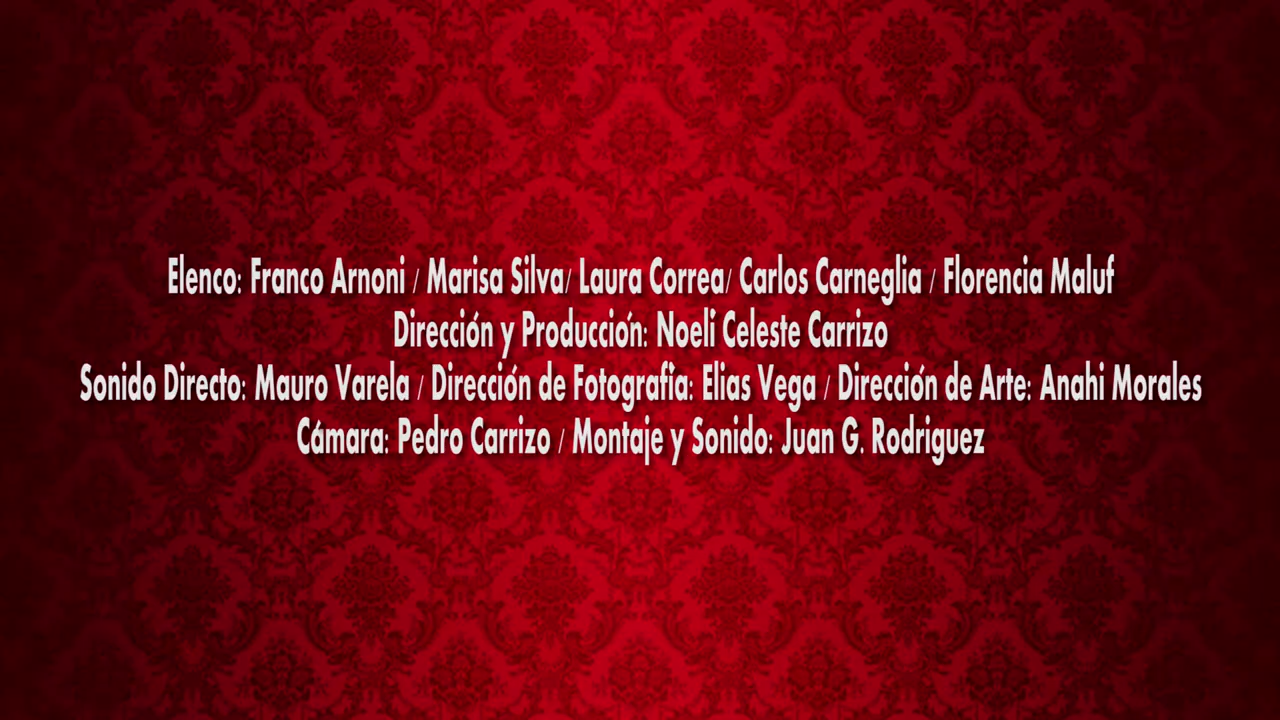 Elenco: Franco Arnoni / Marisa Silva/ Laura Correa/ Carlos Carneglia / Florencia Maluf
Dirección y Producción: Noelí Celeste Carrizo
Sonido Directo: Mauro Varela / Dirección de Fotografía: Elias Vega / Dirección de Arte: Anahi Morales
Cámara: Pedro Carrizo / Montaje y Sonido: Juan G. Rodriguez